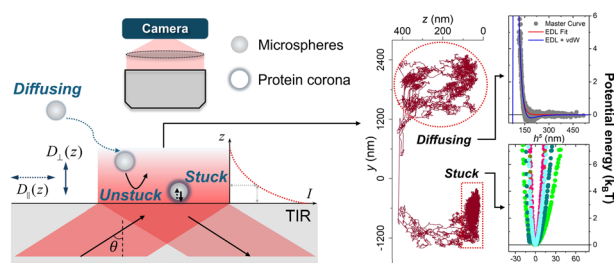 Camera
Microspheres
Protein corona
Diffusing
D⊥(z)
D∥(z)
Unstuck
Stuck
z
I
TIR
θ
z (nm)
400 200 0
2400
1200
0
-1200
y (nm)
Diffusing
Stuck
Master Curve
EDL Fit
EDL + vdW
6
4
2
0
150 300 450
hˢ (nm)
6
4
2
0
-30 0 30 60
Potential energy (k_BT)